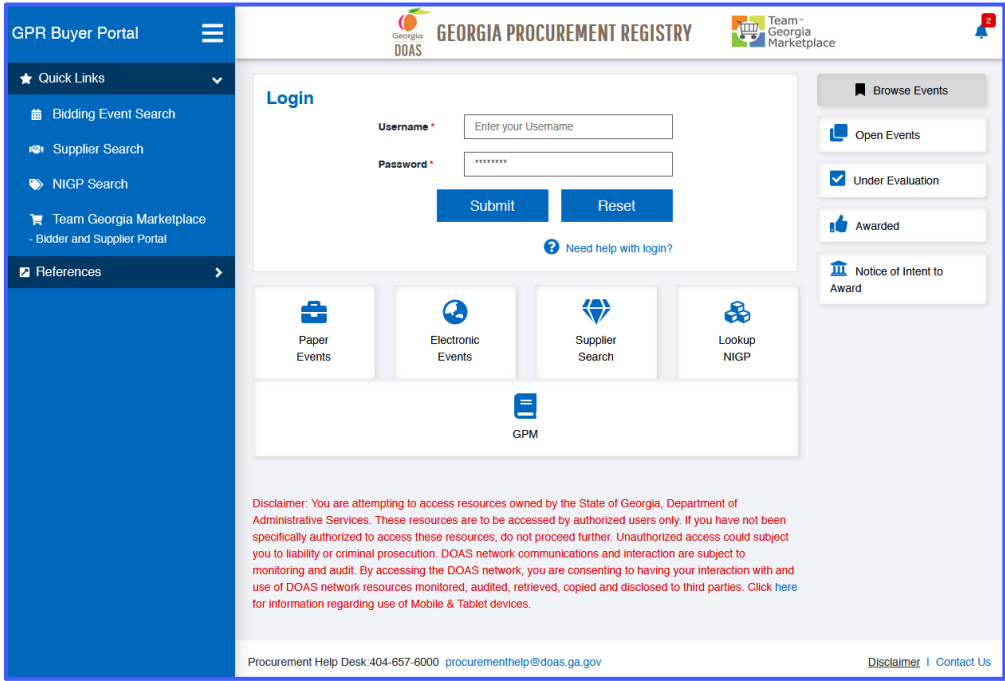 GPR Buyer Portal
Georgia
DOAS
GEORGIA PROCUREMENT REGISTRY
Team
Georgia
Marketplace
2
Quick Links
Bidding Event Search
Supplier Search
NIGP Search
Team Georgia Marketplace
- Bidder and Supplier Portal
References
Login
Username *
Enter your Username
Password *
********
Submit
Reset
Need help with login?
Paper
Events
Electronic
Events
Supplier
Search
Lookup
NIGP
GPM
Browse Events
Open Events
Under Evaluation
Awarded
Notice of Intent to
Award
Disclaimer: You are attempting to access resources owned by the State of Georgia, Department of
Administrative Services. These resources are to be accessed by authorized users only. If you have not been
specifically authorized to access these resources, do not proceed further. Unauthorized access could subject
you to liability or criminal prosecution. DOAS network communications and interaction are subject to
monitoring and audit. By accessing the DOAS network, you are consenting to having your interaction with and
use of DOAS network resources monitored, audited, retrieved, copied and disclosed to third parties. Click here
for information regarding use of Mobile & Tablet devices.
Procurement Help Desk:404-657-6000 procurementhelp@doas.ga.gov
Disclaimer | Contact Us